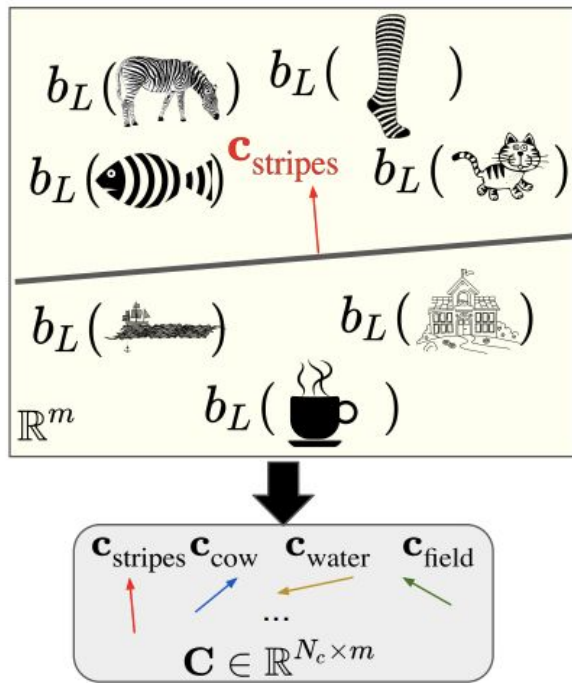 b_L( ) b_L( )
b_L( ) c_stripes b_L( )
b_L( ) b_L( )
b_L( )
ℝ^m
c_stripes c_cow c_water c_field
...
C ∈ ℝ^{N_c×m}